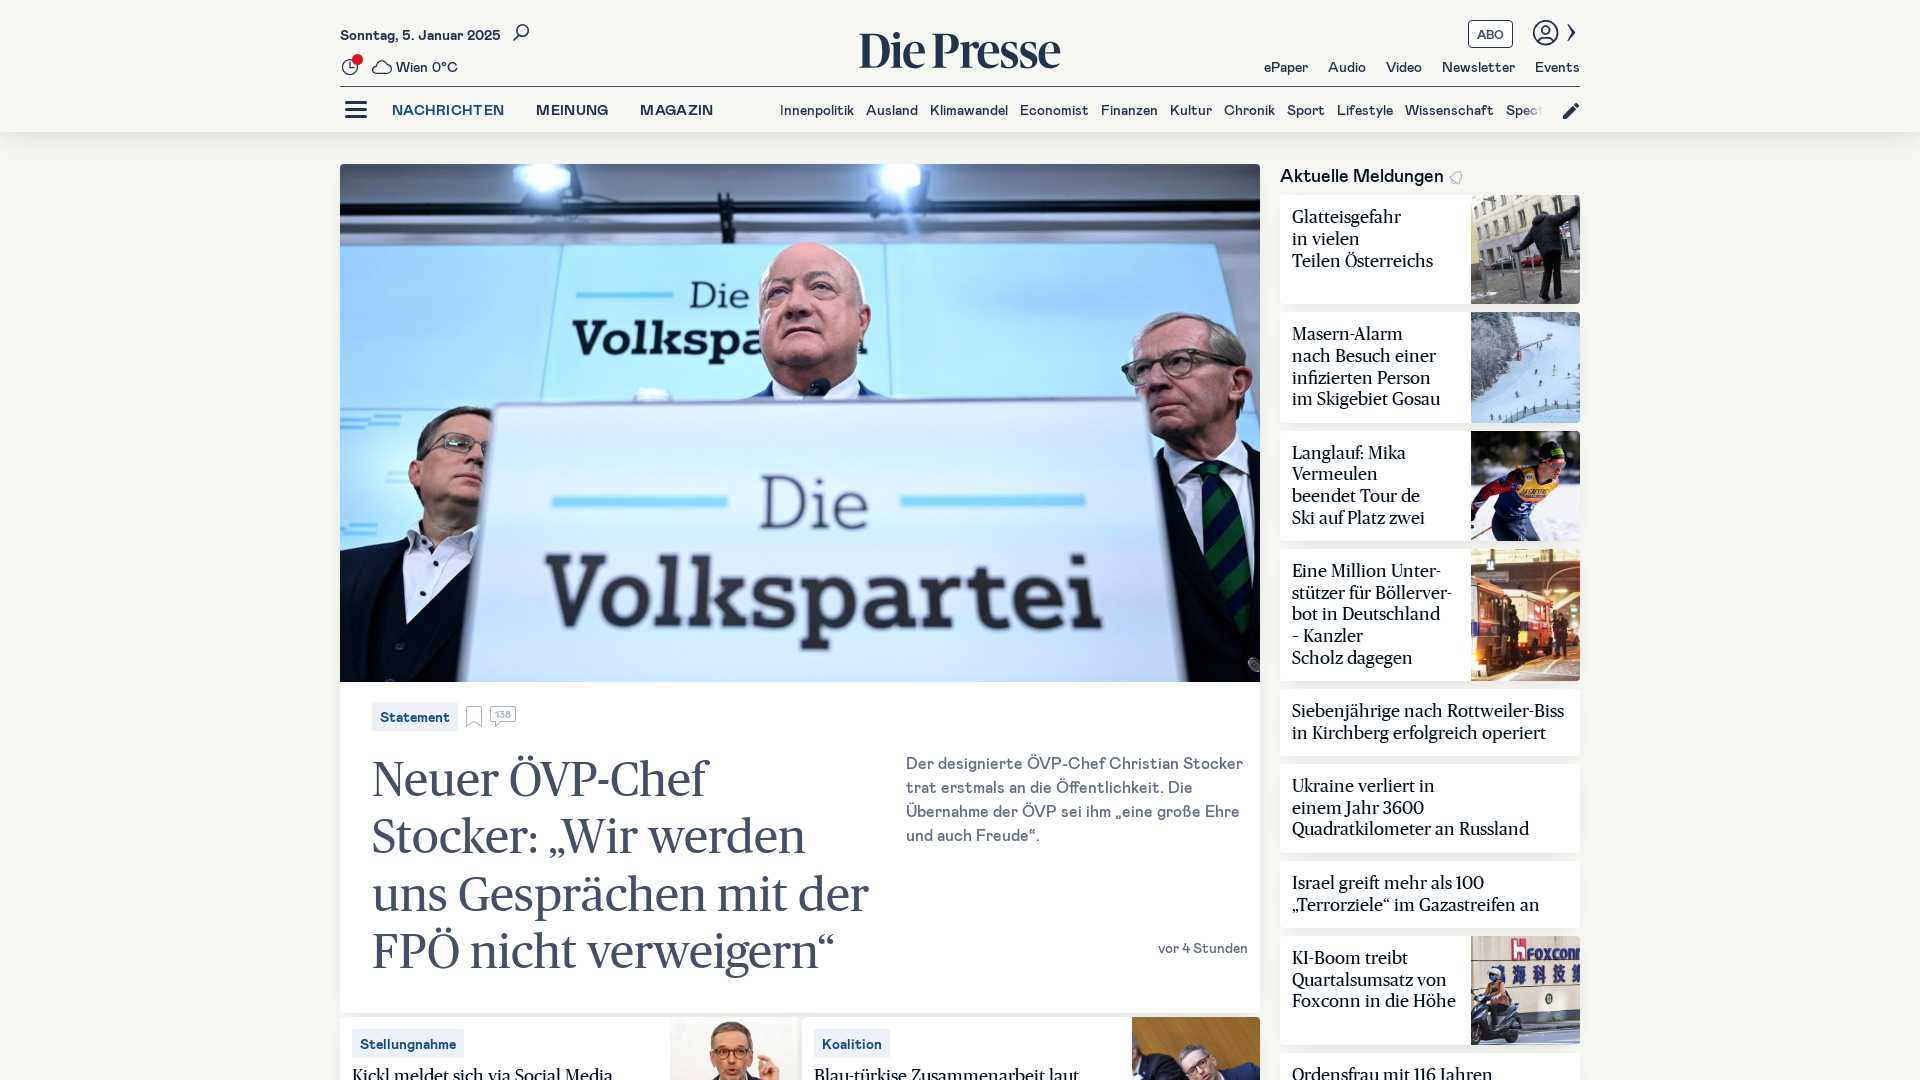 Sonntag, 5. Januar 2025
Wien 0°C
Die Presse
ABO
ePaper Audio Video Newsletter Events
NACHRICHTEN MEINUNG MAGAZIN
Innenpolitik Ausland Klimawandel Economist Finanzen Kultur Chronik Sport Lifestyle Wissenschaft Spect
Die
Volkspa
Die
Volkspartei
Statement
138
Neuer ÖVP-Chef
Stocker: „Wir werden
uns Gesprächen mit der
FPÖ nicht verweigern“
Der designierte ÖVP-Chef Christian Stocker
trat erstmals an die Öffentlichkeit. Die
Übernahme der ÖVP sei ihm „eine große Ehre
und auch Freude“.
vor 4 Stunden
Stellungnahme
Kickl meldet sich via Social Media
Koalition
Blau-türkise Zusammenarbeit laut
Aktuelle Meldungen
Glatteisgefahr
in vielen
Teilen Österreichs
Masern-Alarm
nach Besuch einer
infizierten Person
im Skigebiet Gosau
Langlauf: Mika
Vermeulen
beendet Tour de
Ski auf Platz zwei
Eine Million Unter-
stützer für Böllerver-
bot in Deutschland
– Kanzler
Scholz dagegen
Siebenjährige nach Rottweiler-Biss
in Kirchberg erfolgreich operiert
Ukraine verliert in
einem Jahr 3600
Quadratkilometer an Russland
Israel greift mehr als 100
„Terrorziele“ im Gazastreifen an
KI-Boom treibt
Quartalsumsatz von
Foxconn in die Höhe
FOXCONN
海科技
Ordensfrau mit 116 Jahren